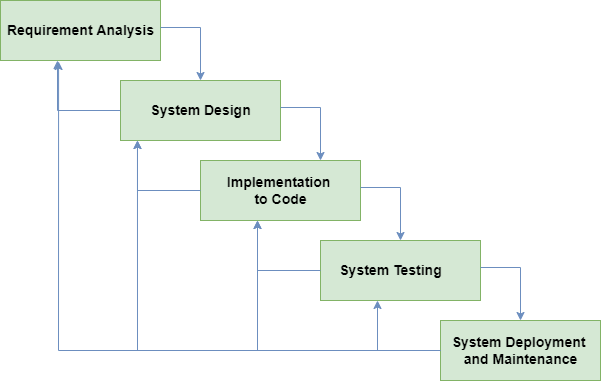 Requirement Analysis
System Design
Implementation
to Code
System Testing
System Deployment
and Maintenance